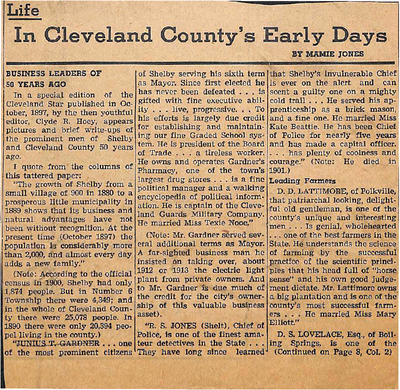 Life
In Cleveland County's Early Days
BY MAMIE JONES
BUSINESS LEADERS OF
50 YEARS AGO
In a special edition of the
Cleveland Star published in Oc-
tober, 1897, by the then youthful
editor, Clyde R. Hoey, appears
pictures and brief write-ups of
the prominent men of Shelby
and Cleveland County 50 years
ago.
I quote from the columns of
this tattered paper:
"The growth of Shelby from a
small village of 900 in 1880 to a
prosperous little municipality in
1889 shows that its business and
natural advantages have not
been without recognition. At the
present time (October 1897) the
population is considerably more
than 2,000, and almost every day
adds a new family."
(Note: According to the official
census in 1900, Shelby had only
1,874 people. But in Number 6
Township there were 4,349; and
in the whole of Cleveland Coun-
ty there were 25,078 people. In
1890 there were only 20,394 peo-
pel living in the county.)
"JUNIUS T. GARDNER . . . one
of the most prominent citizens
of Shelby serving his sixth term
as Mayor. Since first elected he
has never been defeated . . . is
gifted with fine executive abil-
ity . . . live, progressive. . . To
his efforts is largely due credit
for establishing and maintain-
ing our fine Graded School sys-
tem. He is president of the Board
of Trade . . . a tireless worker.
He owns and operates Gardner's
Pharmacy, one of the town's
largest drug stores . . . is a fine
political manager and a walking
encyclopedia of political inform-
ation. He is captain of the Cleve-
land Guards Military Company.
He married Miss Texie Noce."
(Note: Mr. Gardner served sev-
eral additional terms as Mayor.
A far-sighted business man he
insisted on taking over, about
1912 or 1913 the electric light
plant from private owners. And
to Mr. Gardner is due much of
the credit for the city's owner-
ship of this valuable business
asset).
"R. S. JONES (Shelt), Chief of
Police, is one of the finest ama-
teur detectives in the State . . .
They have long since learned
that Shelby's invulnerable Chief
is ever on the alert and can
scent a guilty one on a mighty
cold trail . . . He served his ap-
prenticeship as a brick mason,
and a fine one. He married Miss
Kate Beattie. He has been Chief
of Police for nearly five years
and has made a capital officer.
. . . has plenty of coolness and
courage." (Note: He died in
1901.)
Leading Farmers
D. D. LATTIMORE, of Polkville,
that patriarchal looking, delight-
ful old gentleman, is one of the
county's unique and interesting
men . . . Is genial, wholehearted
. . . one of the best farmers in the
State. He understands the science
of farming by the successful
practice of the scientific princi-
ples that his head full of "horse
sense" and his own good judge-
ment dictate. Mr. Lattimore owns
a big plantation and is one of the
county's most successful farm-
ers . . . He married Miss Mary
Elliott."
D. S. LOVELACE, Esq., of Boil-
ing Springs, is one of the
(Continued on Page 8, Col. 2)